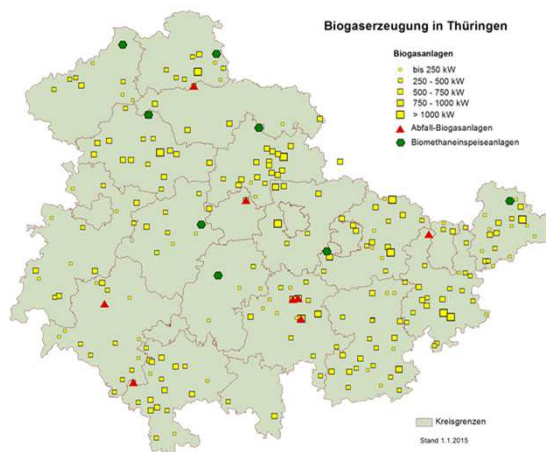 Biogaserzeugung in Thüringen
Biogasanlagen
bis 250 kW
250 - 500 kW
500 - 750 kW
750 - 1000 kW
> 1000 kW
Abfall-Biogasanlagen
Biomethaneinspeiseanlagen
Kreisgrenzen
Stand 1.1.2015